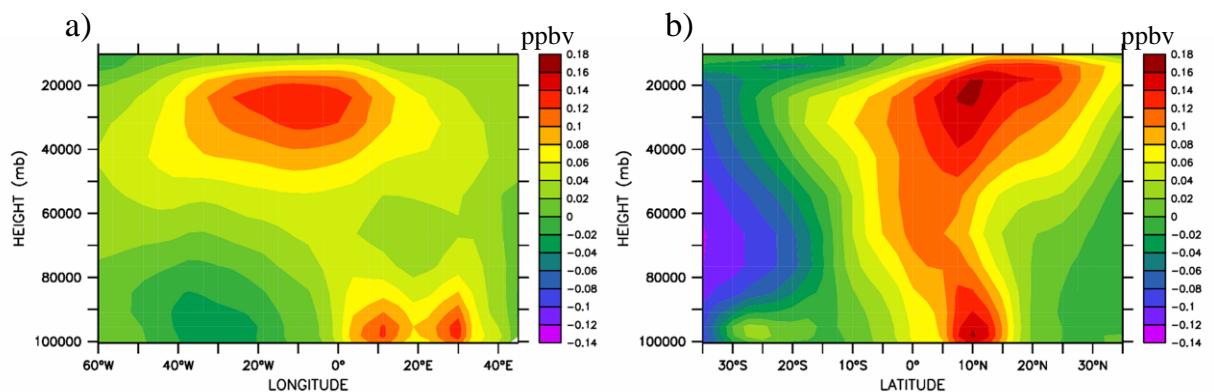 a)
ppbv
HEIGHT (mb)
20000
40000
60000
80000
100000
60°W
40°W
20°W
0°
20°E
40°E
LONGITUDE
0.18
0.16
0.14
0.12
0.1
0.08
0.06
0.04
0.02
0
−0.02
−0.04
−0.06
−0.08
−0.1
−0.12
−0.14
b)
ppbv
HEIGHT (mb)
20000
40000
60000
80000
100000
30°S
20°S
10°S
0°
10°N
20°N
30°N
LATITUDE
0.18
0.16
0.14
0.12
0.1
0.08
0.06
0.04
0.02
0
−0.02
−0.04
−0.06
−0.08
−0.1
−0.12
−0.14